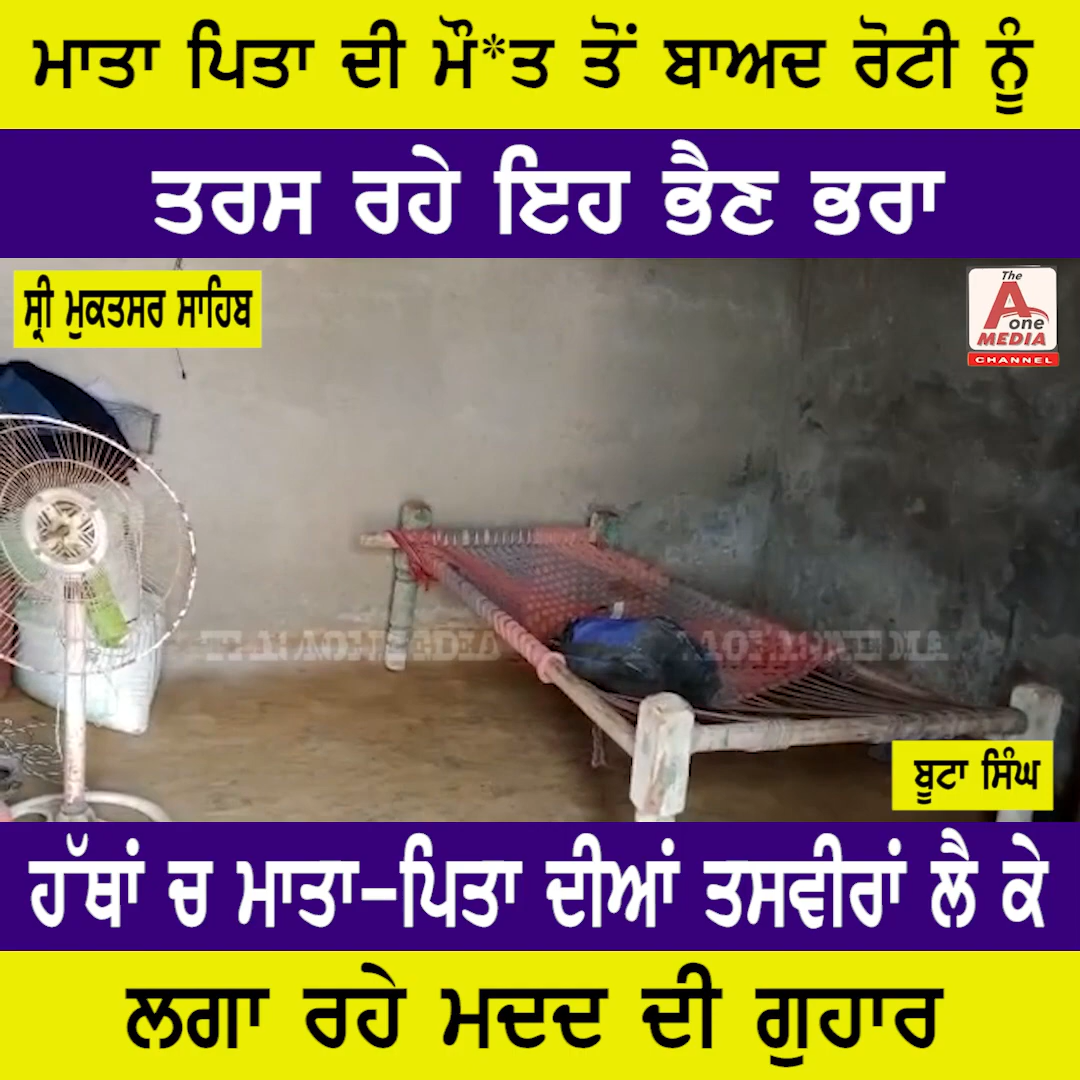 ਮਾਤਾ ਪਿਤਾ ਦੀ ਮੌ*ਤ ਤੋਂ ਬਾਅਦ ਰੋਟੀ ਨੂੰ
ਤਰਸ ਰਹੇ ਇਹ ਭੈਣ ਭਰਾ
ਸ੍ਰੀ ਮੁਕਤਸਰ ਸਾਹਿਬ
The
A
one
MEDIA
CHANNEL
ਬੂਟਾ ਸਿੰਘ
ਹੱਥਾਂ ਚ ਮਾਤਾ-ਪਿਤਾ ਦੀਆਂ ਤਸਵੀਰਾਂ ਲੈ ਕੇ
ਲਗਾ ਰਹੇ ਮਦਦ ਦੀ ਗੁਹਾਰ